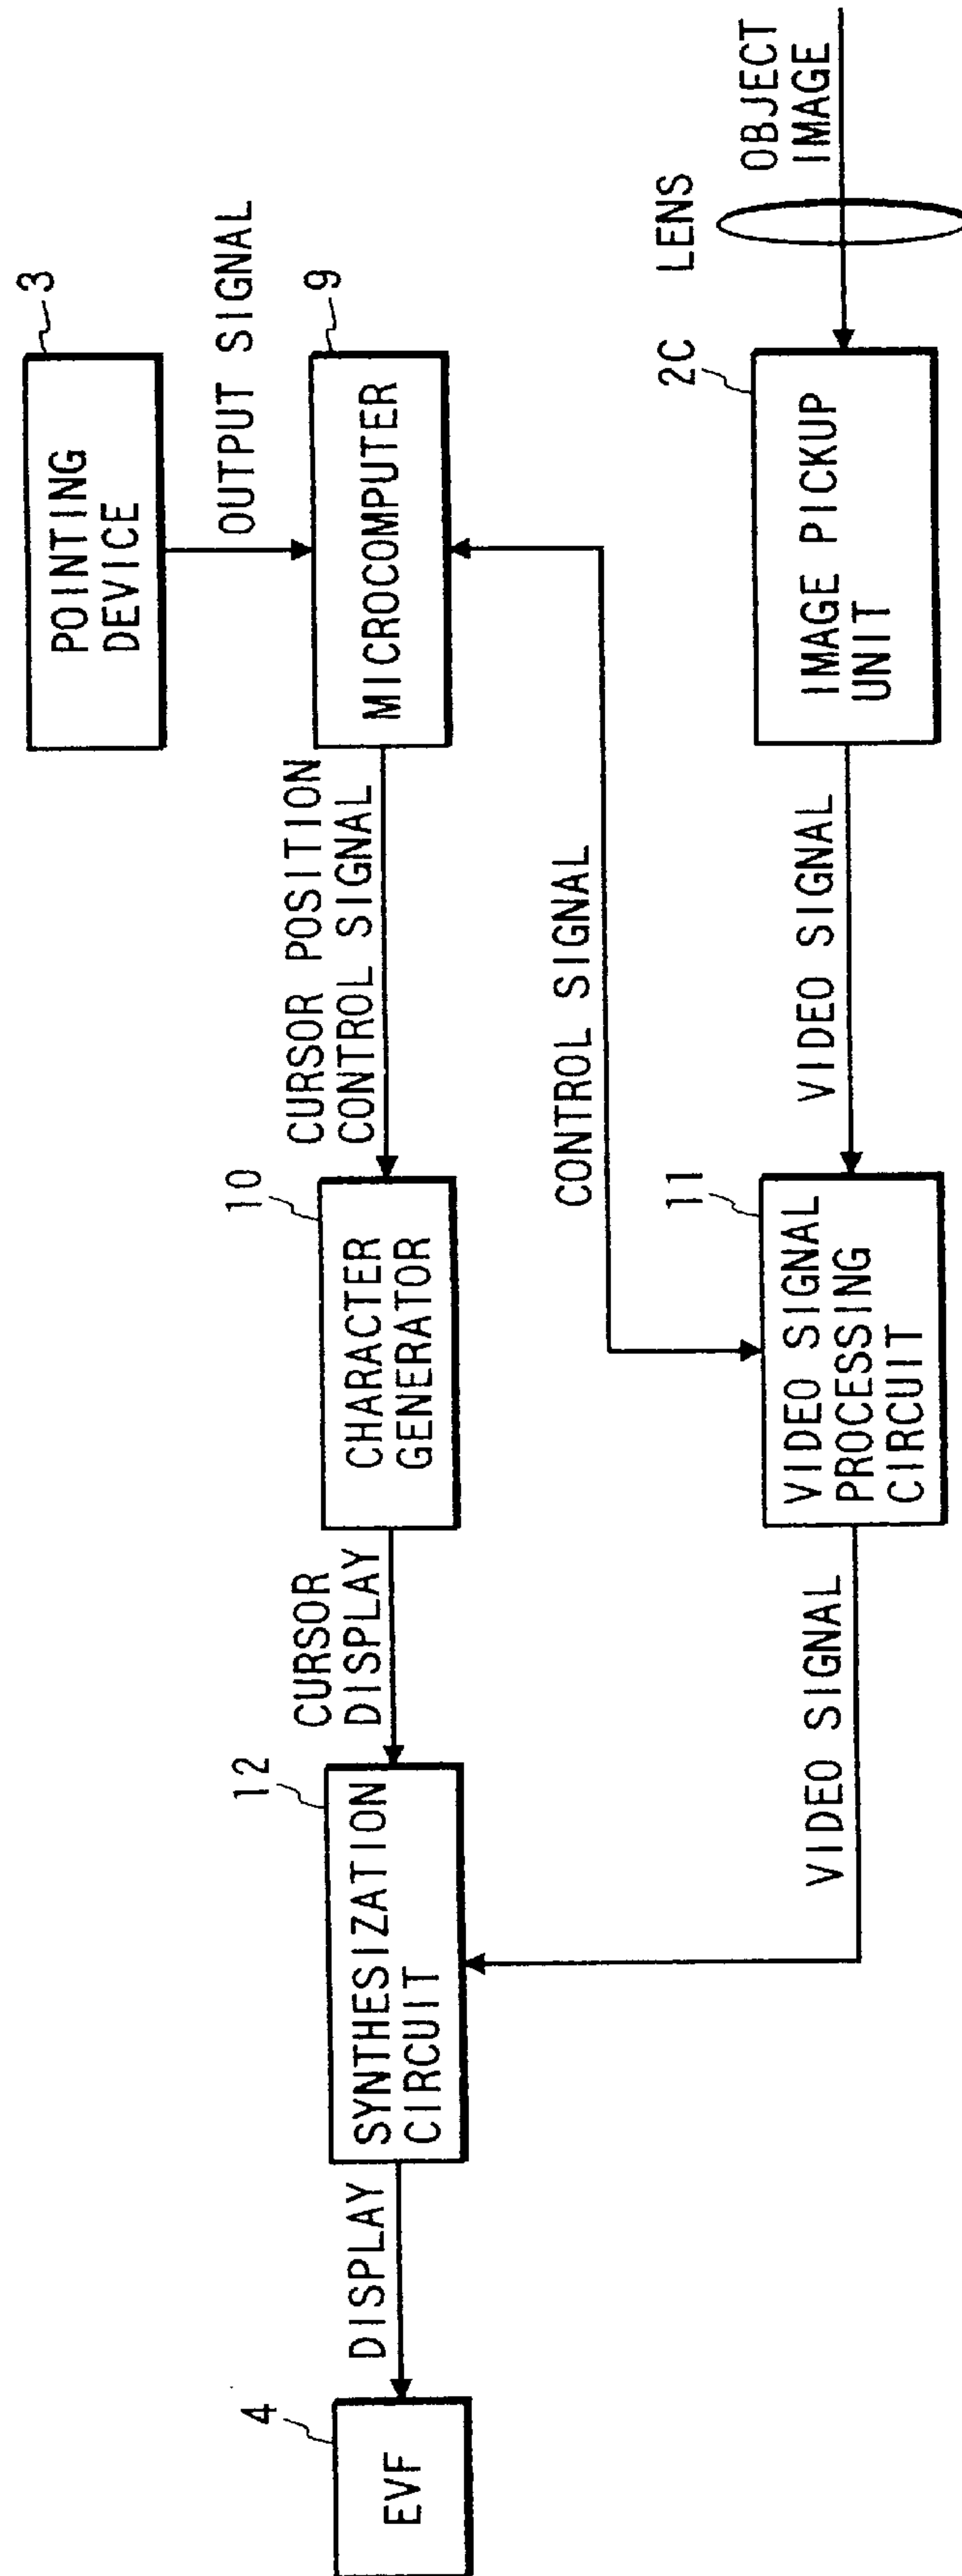 3
POINTING
DEVICE
OUTPUT SIGNAL
4
EVF
DISPLAY
12
SYNTHESIZATION
CIRCUIT
CURSOR
DISPLAY
10
CHARACTER
GENERATOR
CURSOR POSITION
CONTROL SIGNAL
9
MICROCOMPUTER
CONTROL SIGNAL
VIDEO SIGNAL
11
VIDEO SIGNAL
PROCESSING
CIRCUIT
VIDEO SIGNAL
2C
IMAGE PICKUP
UNIT
LENS
OBJECT
IMAGE